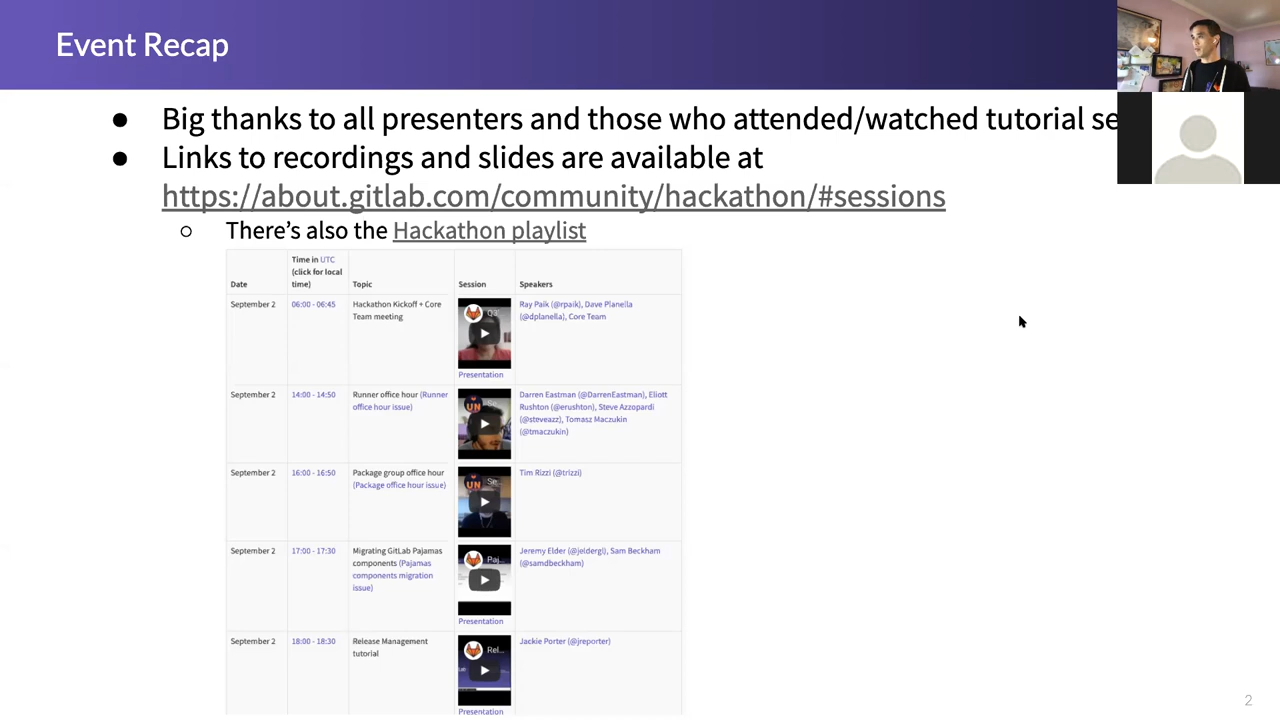 Event Recap
● Big thanks to all presenters and those who attended/watched tutorial se
● Links to recordings and slides are available at
https://about.gitlab.com/community/hackathon/#sessions
○ There's also the Hackathon playlist
Date
Time in UTC
(click for local
time)
Topic
Session
Speakers
September 2
06:00 - 06:45
Hackathon Kickoff + Core
Team meeting
Presentation
Ray Paik (@rpaik), Dave Planella
(@dplanella), Core Team
September 2
14:00 - 14:50
Runner office hour (Runner
office hour issue)
UN
Se
Darren Eastman (@DarrenEastman), Eliott
Rushton (@erushton), Steve Azzopardi
(@steveazz), Tomasz Maczukin
(@tmaczukin)
September 2
16:00 - 16:50
Package group office hour
(Package office hour issue)
UN
Se...
Tim Rizzi (@trizzi)
September 2
17:00 - 17:30
Migrating GitLab Pajamas
components (Pajamas
components migration
issue)
Paj...
Presentation
Jeremy Elder (@jeldergl), Sam Beckham
(@samdbeckham)
September 2
18:00 - 18:30
Release Management
tutorial
Rel...
Presentation
Jackie Porter (@jreporter)
2